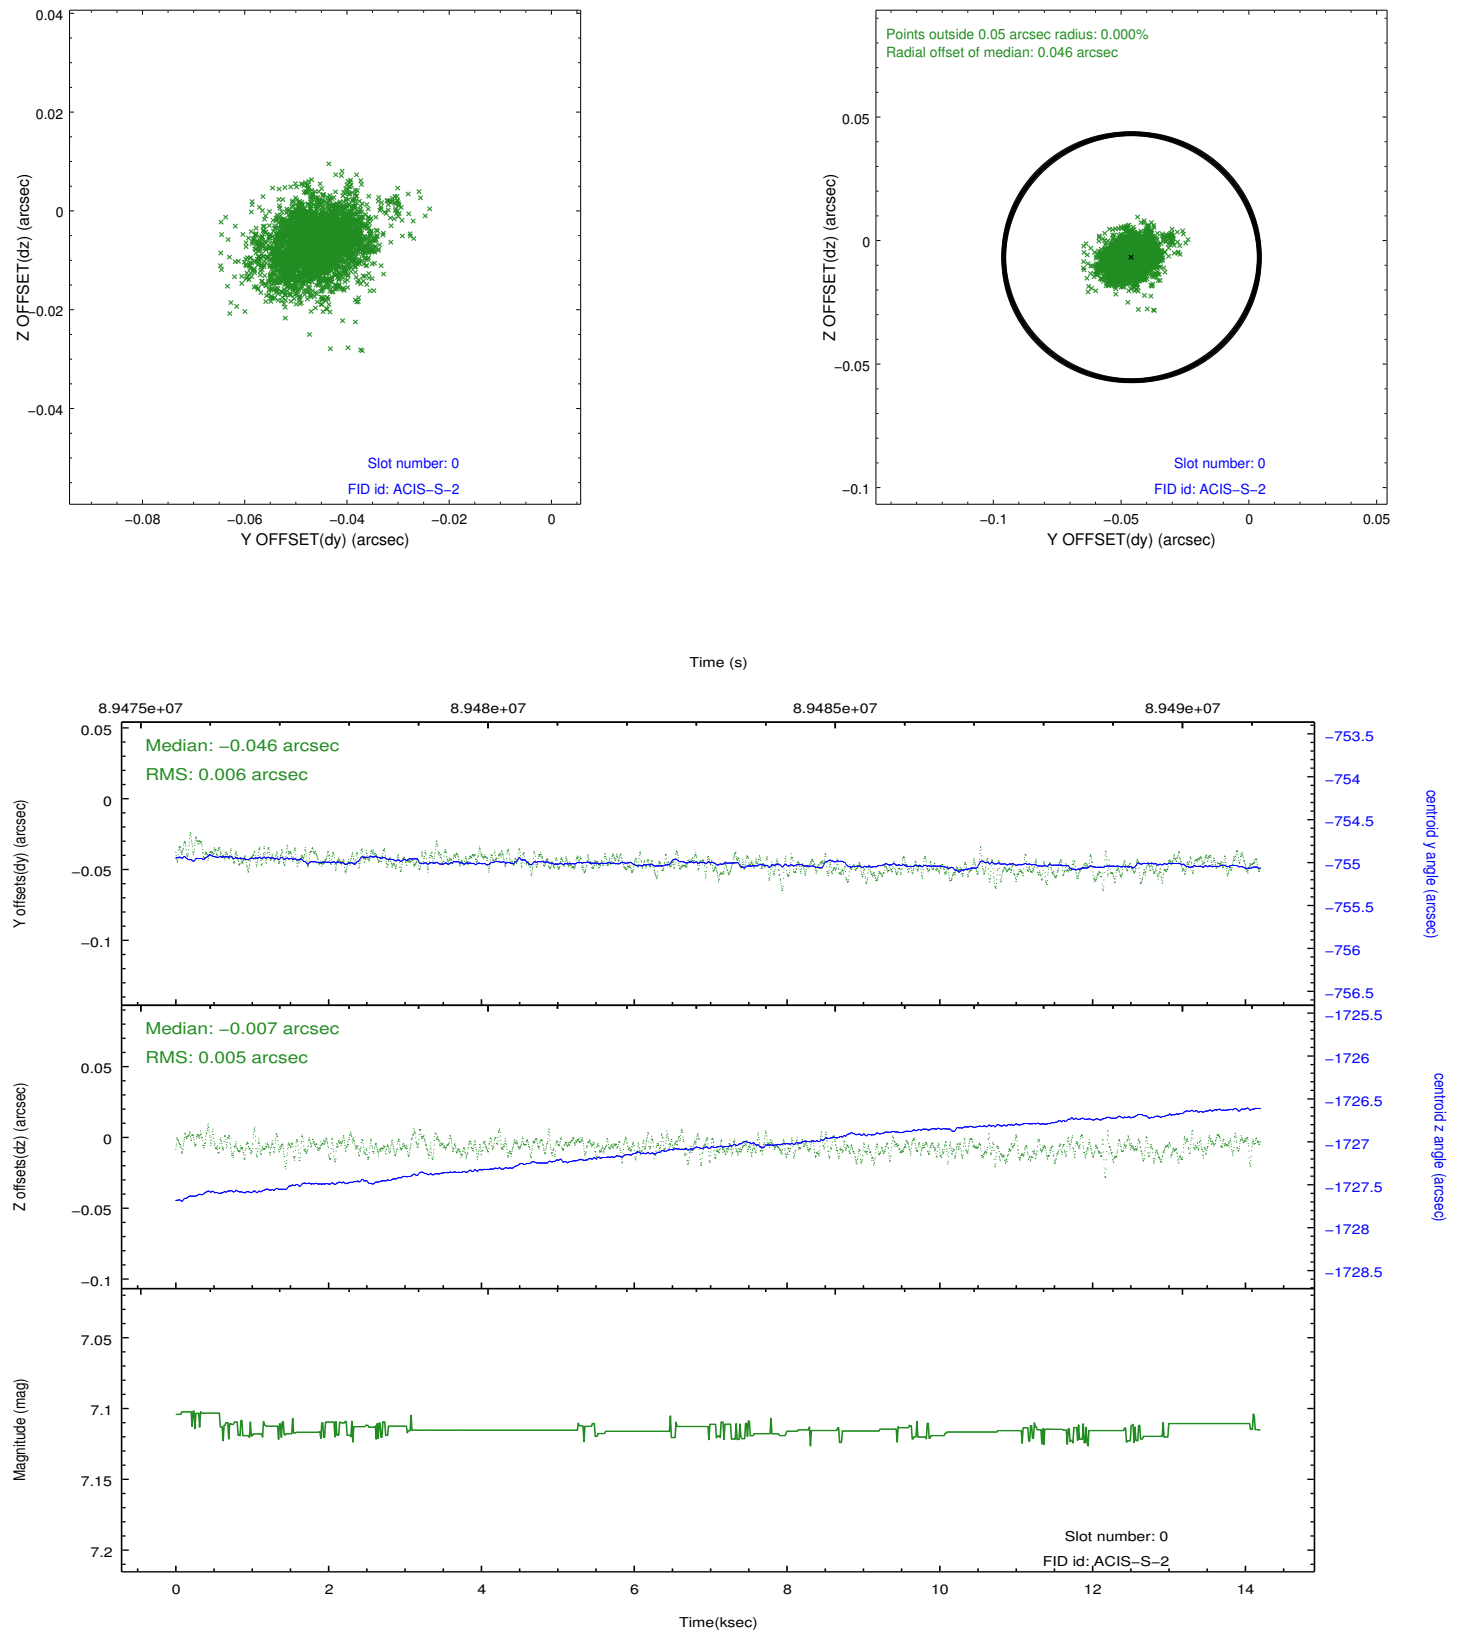 0.04
0.02
0
−0.02
−0.04
Z OFFSET(dz) (arcsec)
Slot number: 0
FID id: ACIS−S−2
−0.08 −0.06 −0.04 −0.02 0
Y OFFSET(dy) (arcsec)
Points outside 0.05 arcsec radius: 0.000%
Radial offset of median: 0.046 arcsec
0.05
0
−0.05
−0.1
Z OFFSET(dz) (arcsec)
Slot number: 0
FID id: ACIS−S−2
−0.1 −0.05 0 0.05
Y OFFSET(dy) (arcsec)
Time (s)
8.9475e+07 8.948e+07 8.9485e+07 8.949e+07
Median: −0.046 arcsec
RMS: 0.006 arcsec
0.05
0
−0.05
−0.1
Y offsets(dy) (arcsec)
−753.5
−754
−754.5
−755
−755.5
−756
−756.5
centroid y angle (arcsec)
Median: −0.007 arcsec
RMS: 0.005 arcsec
0.05
0
−0.05
−0.1
Z offsets(dz) (arcsec)
−1725.5
−1726
−1726.5
−1727
−1727.5
−1728
−1728.5
centroid z angle (arcsec)
7.05
7.1
7.15
7.2
Magnitude (mag)
Slot number: 0
FID id: ACIS−S−2
0 2 4 6 8 10 12 14
Time(ksec)